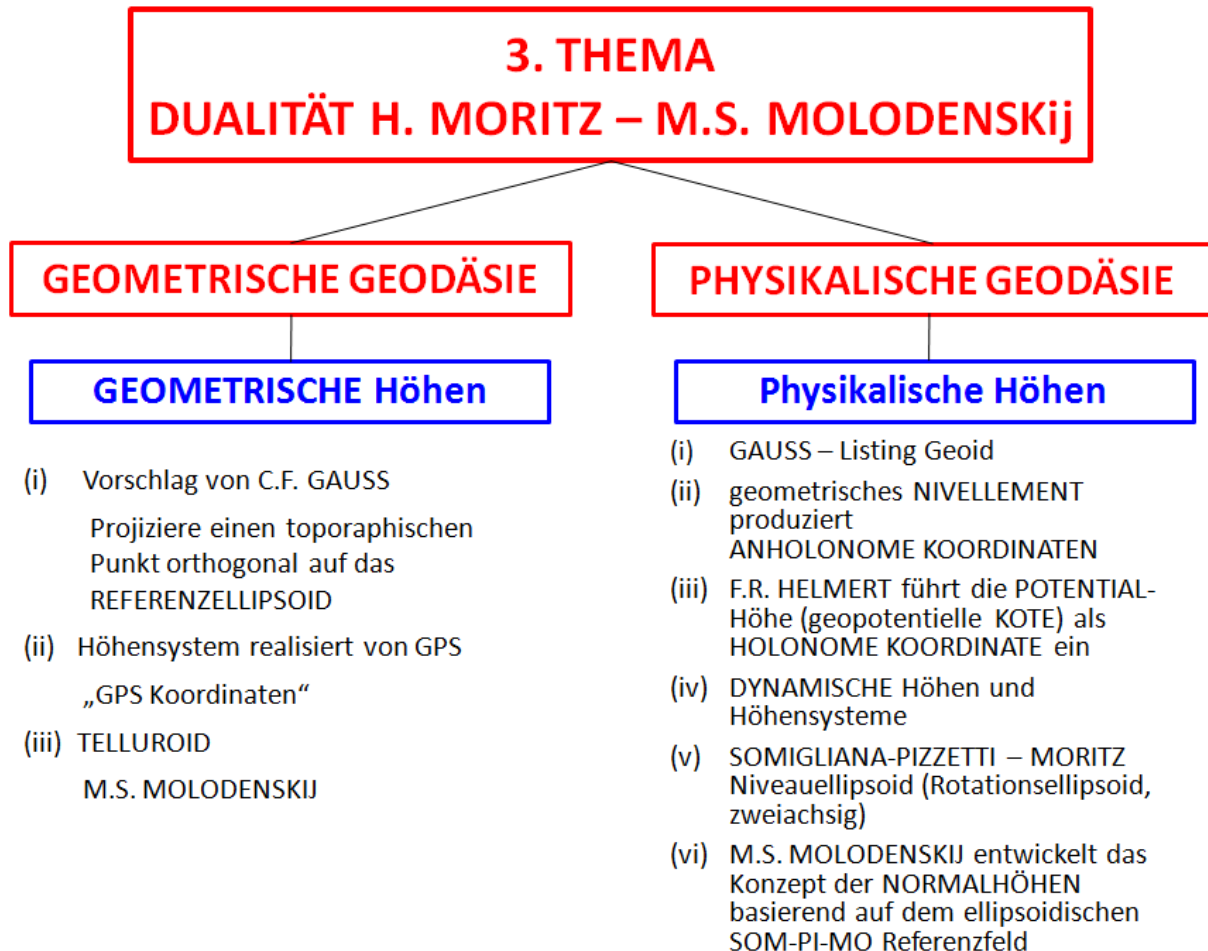 3. THEMA
DUALITÄT H. MORITZ – M.S. MOLODENSKij
GEOMETRISCHE GEODÄSIE
GEOMETRISCHE Höhen
(i) Vorschlag von C.F. GAUSS
Projiziere einen toporaphischen
Punkt orthogonal auf das
REFERENZELLIPSOID
(ii) Höhensystem realisiert von GPS
„GPS Koordinaten“
(iii) TELLUROID
M.S. MOLODENSKIJ
PHYSIKALISCHE GEODÄSIE
Physikalische Höhen
(i) GAUSS – Listing Geoid
(ii) geometrisches NIVELLEMENT
produziert
ANHOLONOME KOORDINATEN
(iii) F.R. HELMERT führt die POTENTIAL-
Höhe (geopotentielle KOTE) als
HOLONOME KOORDINATE ein
(iv) DYNAMISCHE Höhen und
Höhensysteme
(v) SOMIGLIANA-PIZZETTI – MORITZ
Niveauellipsoid (Rotationsellipsoid,
zweiachsig)
(vi) M.S. MOLODENSKIJ entwickelt das
Konzept der NORMALHÖHEN
basierend auf dem ellipsoidischen
SOM-PI-MO Referenzfeld